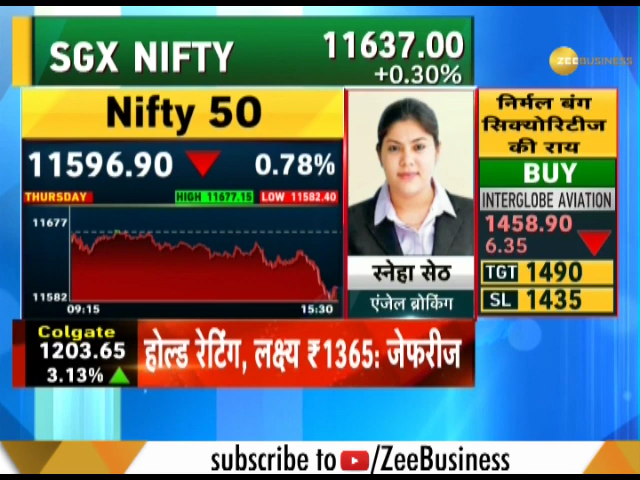 SGX NIFTY
11637.00
+0.30%
ZEEBUSINESS
Nifty 50
11596.90 0.78%
THURSDAY HIGH 11677.15 LOW 11582.40
11677
11582
09:15 15:30
स्नेहा सेठ
एंजेल ब्रोकिंग
निर्मल बंग
सिक्योरिटीज
की राय
BUY
INTERGLOBE AVIATION
1458.90
6.35
TGT 1490
SL 1435
Colgate
1203.65
3.13%
होल्ड रेटिंग, लक्ष्य ₹1365: जेफरीज
subscribe to /ZeeBusiness